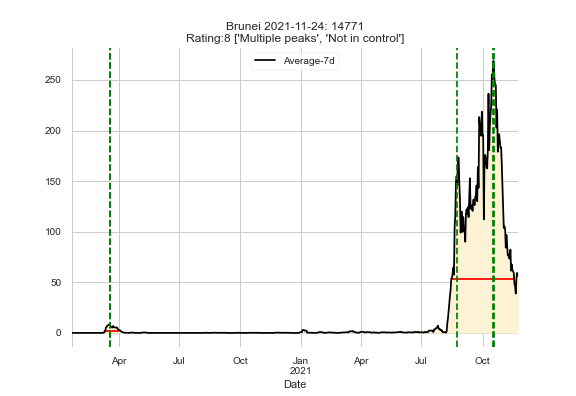 Brunei 2021-11-24: 14771
Rating:8 ['Multiple peaks', 'Not in control']
Average-7d
250
200
150
100
50
0
Apr Jul Oct Jan Apr Jul Oct
2021
Date